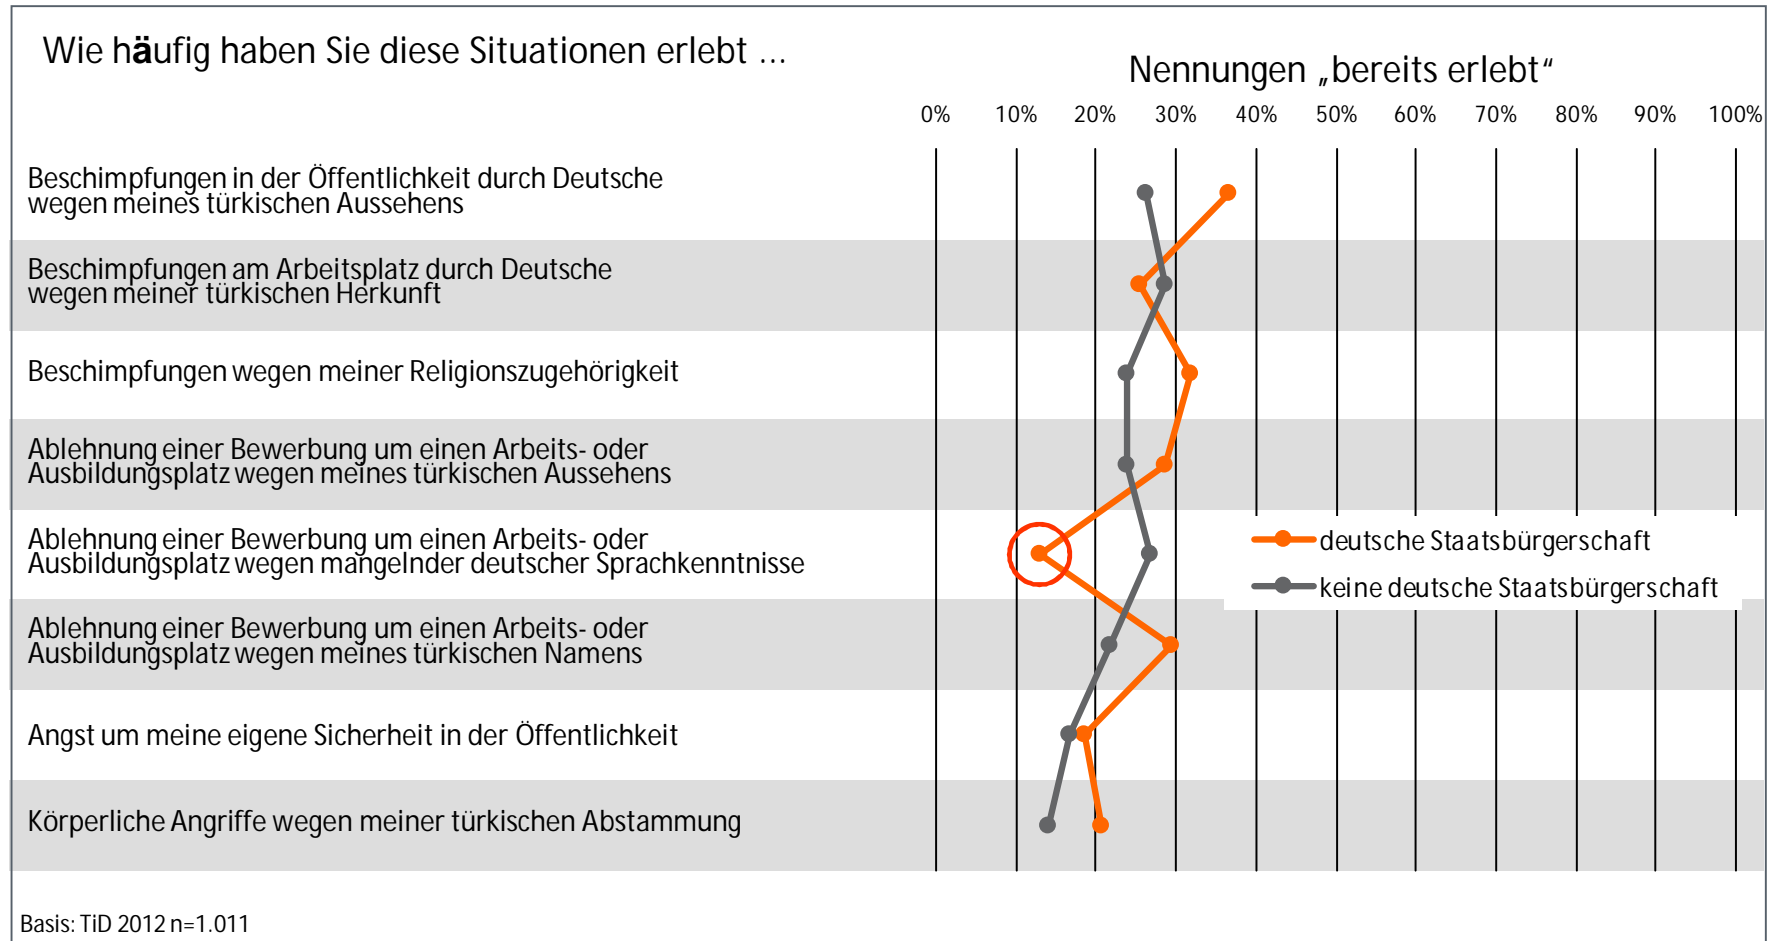 Wie häufig haben Sie diese Situationen erlebt ...
Nennungen „bereits erlebt“
0% 10% 20% 30% 40% 50% 60% 70% 80% 90% 100%
Beschimpfungen in der Öffentlichkeit durch Deutsche
wegen meines türkischen Aussehens
Beschimpfungen am Arbeitsplatz durch Deutsche
wegen meiner türkischen Herkunft
Beschimpfungen wegen meiner Religionszugehörigkeit
Ablehnung einer Bewerbung um einen Arbeits- oder
Ausbildungsplatz wegen meines türkischen Aussehens
Ablehnung einer Bewerbung um einen Arbeits- oder
Ausbildungsplatz wegen mangelnder deutscher Sprachkenntnisse
deutsche Staatsbürgerschaft
keine deutsche Staatsbürgerschaft
Ablehnung einer Bewerbung um einen Arbeits- oder
Ausbildungsplatz wegen meines türkischen Namens
Angst um meine eigene Sicherheit in der Öffentlichkeit
Körperliche Angriffe wegen meiner türkischen Abstammung
Basis: TiD 2012 n=1.011